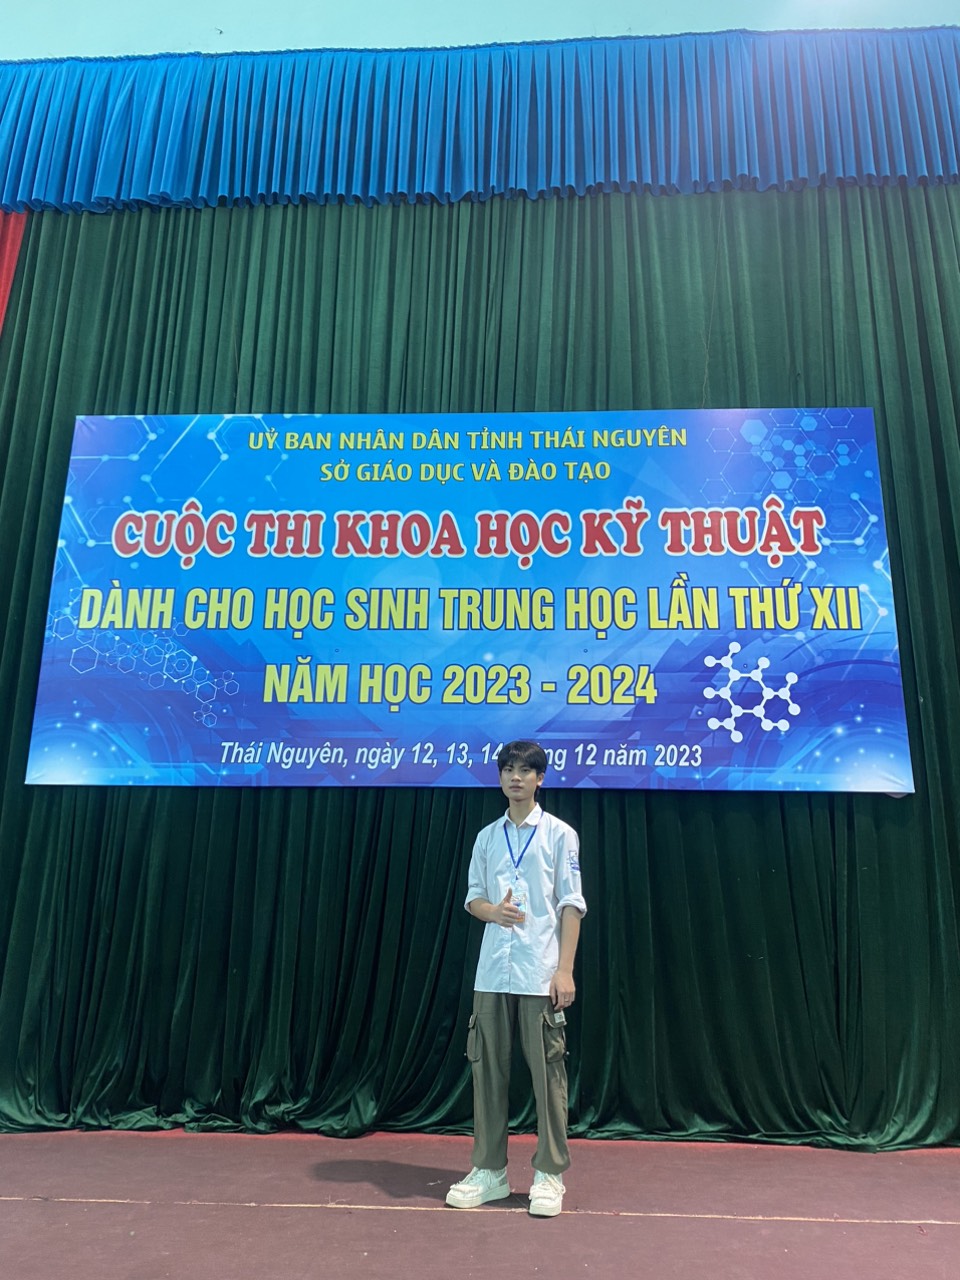 UỶ BAN NHÂN DÂN TỈNH THÁI NGUYÊN
SỞ GIÁO DỤC VÀ ĐÀO TẠO
CUỘC THI KHOA HỌC KỸ THUẬT
DÀNH CHO HỌC SINH TRUNG HỌC LẦN THỨ XII
NĂM HỌC 2023 - 2024
Thái Nguyên, ngày 12, 13, 14 12 năm 2023